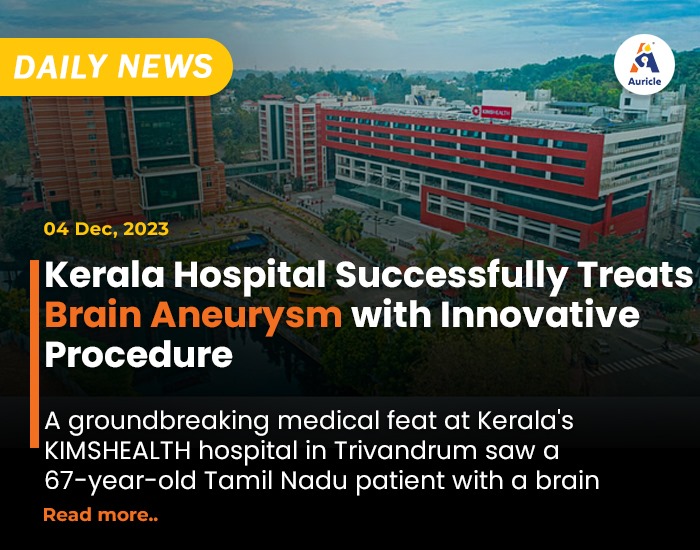 DAILY NEWS
Auricle
KIMSHEALTH
04 Dec, 2023
Kerala Hospital Successfully Treats
Brain Aneurysm with Innovative
Procedure
A groundbreaking medical feat at Kerala's
KIMSHEALTH hospital in Trivandrum saw a
67-year-old Tamil Nadu patient with a brain
Read more..